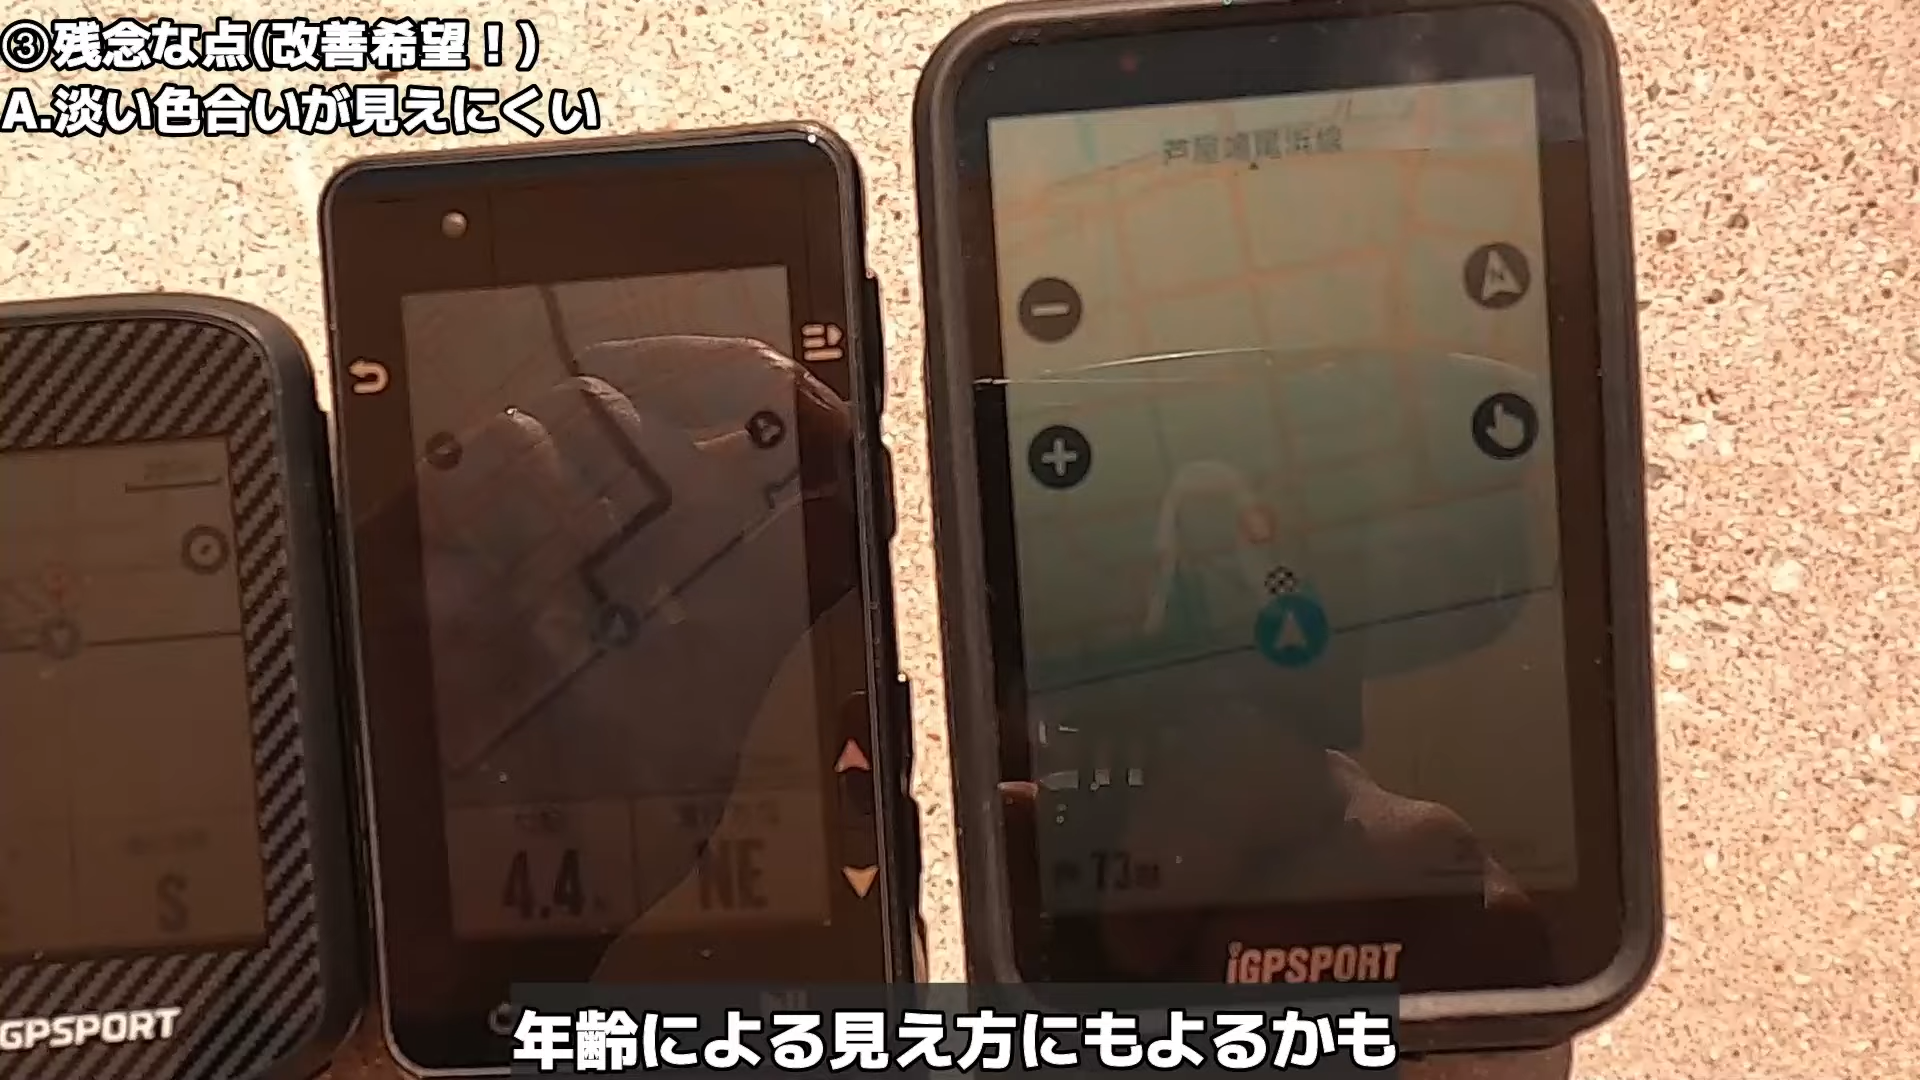 ③残念な点(改善希望！)
A.淡い色合いが見えにくい
芦屋鳴尾浜線
N
S
4.4
NE
73m
iGPSPORT
GPSPORT
年齢による見え方にもよるかも